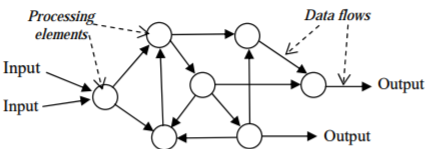 Processing
elements
Data flows
Input
Input
Output
Output